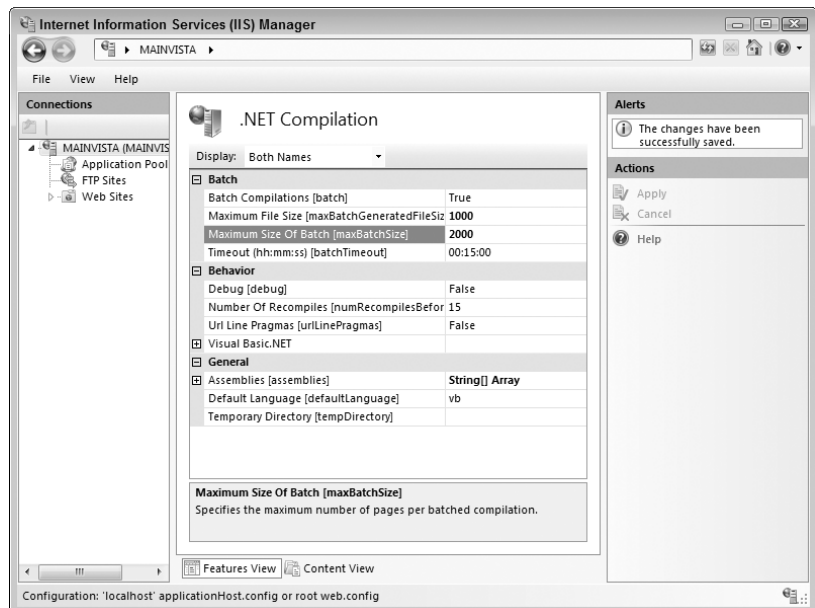 Internet Information Services (IIS) Manager
MAINVISTA
File View Help
Connections
MAINVISTA (MAINVIS
Application Pool
FTP Sites
Web Sites
.NET Compilation
Display: Both Names
Batch
Batch Compilations [batch] True
Maximum File Size [maxBatchGeneratedFileSiz 1000
Maximum Size Of Batch [maxBatchSize] 2000
Timeout (hh:mm:ss) [batchTimeout] 00:15:00
Behavior
Debug [debug] False
Number Of Recompiles [numRecompilesBefor 15
Url Line Pragmas [urlLinePragmas] False
Visual Basic.NET
General
Assemblies [assemblies] String[] Array
Default Language [defaultLanguage] vb
Temporary Directory [tempDirectory]
Maximum Size Of Batch [maxBatchSize]
Specifies the maximum number of pages per batched compilation.
Features View Content View
Alerts
The changes have been
successfully saved.
Actions
Apply
Cancel
Help
Configuration: 'localhost' applicationHost.config or root web.config